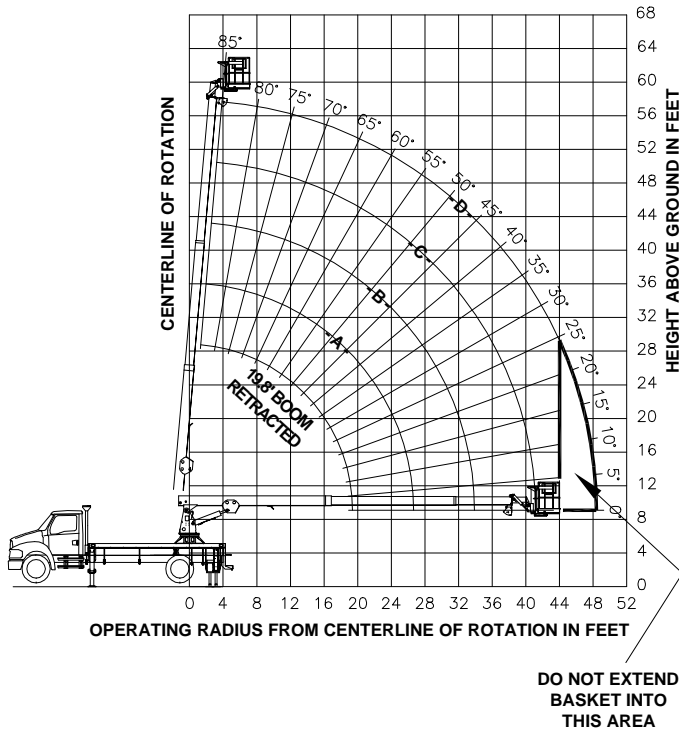 68
64
60
56
52
48
44
40
36
32
28
24
20
16
12
8
4
0
HEIGHT ABOVE GROUND IN FEET
CENTERLINE OF ROTATION
85°
80°
75°
70°
65°
60°
55°
50°
45°
40°
35°
30°
25°
20°
15°
10°
5°
0°
D
C
B
A
19.8' BOOM
RETRACTED
0 4 8 12 16 20 24 28 32 36 40 44 48 52
OPERATING RADIUS FROM CENTERLINE OF ROTATION IN FEET
DO NOT EXTEND
BASKET INTO
THIS AREA